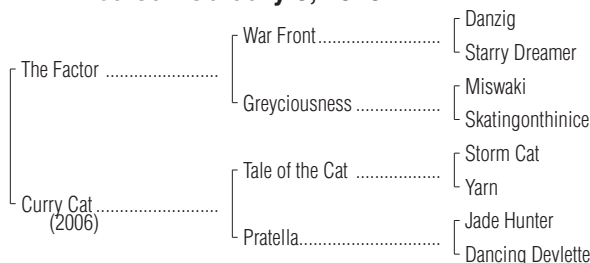 Danzig
War Front........................
Starry Dreamer
The Factor ......................
Miswaki
Greyciousness .................
Skatingonthinice
Storm Cat
Tale of the Cat .................
Yarn
Curry Cat........................
(2006)
Jade Hunter
Pratella............................
Dancing Devlette